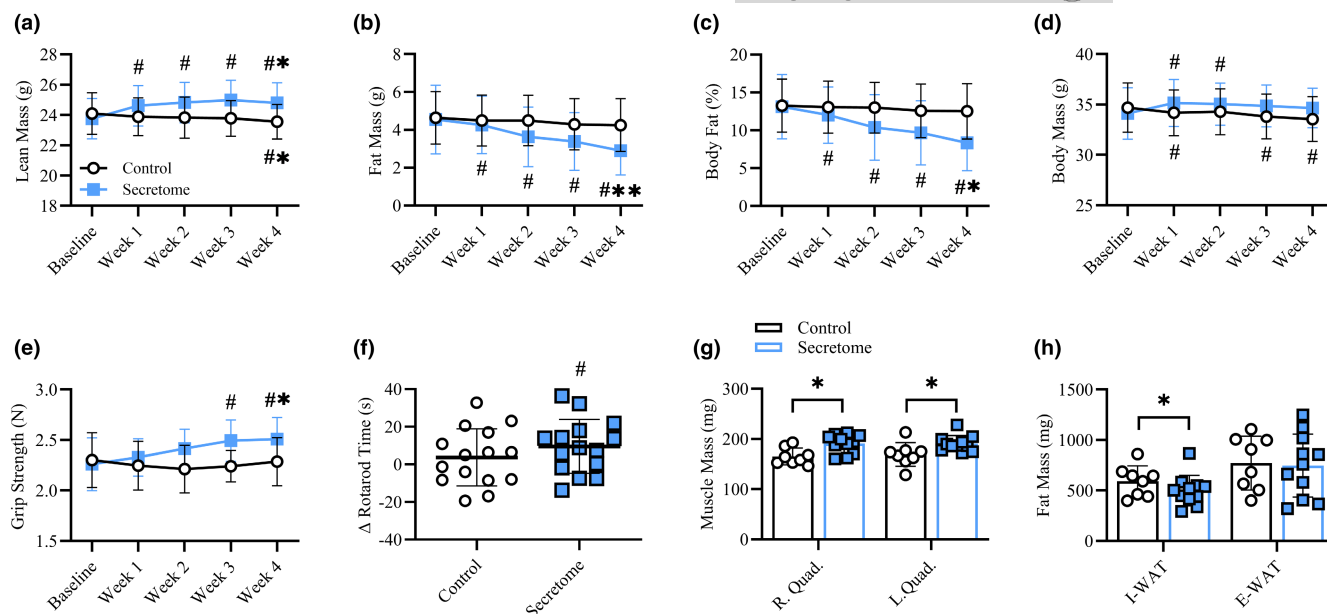 (a)
Lean Mass (g)
28
26
24
22
20
18
# # # #*
#*
Control
Secretome
Baseline
Week 1
Week 2
Week 3
Week 4
(b)
Fat Mass (g)
8
6
4
2
0
# # # #**
Baseline
Week 1
Week 2
Week 3
Week 4
(c)
Body Fat (%)
20
15
10
5
0
# # # #*
Baseline
Week 1
Week 2
Week 3
Week 4
(d)
Body Mass (g)
40
35
30
25
# #
# # #
Baseline
Week 1
Week 2
Week 3
Week 4
(e)
Grip Strength (N)
3.0
2.5
2.0
1.5
# #*
Baseline
Week 1
Week 2
Week 3
Week 4
(f)
Δ Rotarod Time (s)
40
20
0
-20
-40
#
Control
Secretome
Control
Secretome
(g)
Muscle Mass (mg)
300
200
100
0
* *
R. Quad.
L.Quad.
(h)
Fat Mass (mg)
1500
1000
500
0
*
I-WAT
E-WAT